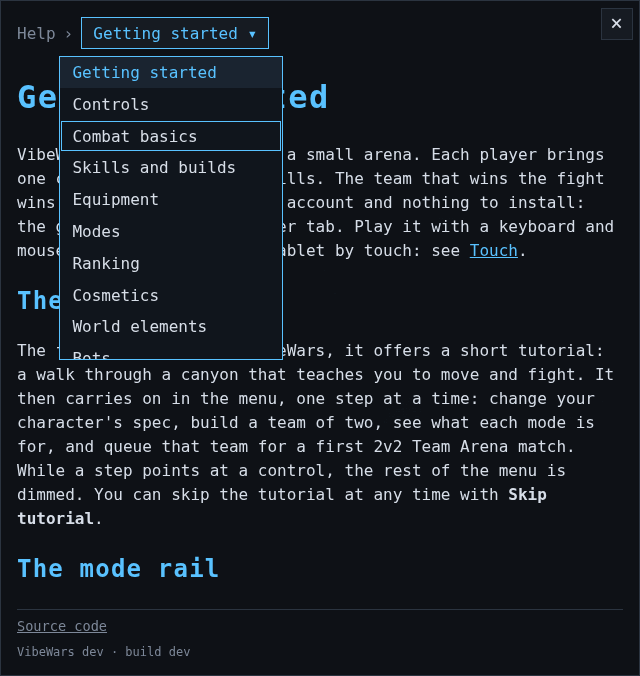 Help › Getting started ▾
×
Getting started
Controls
Combat basics
Skills and builds
Equipment
Modes
Ranking
Cosmetics
World elements
Bots
Ge ted
Vibe a small arena. Each player brings
one ills. The team that wins the fight
wins account and nothing to install:
the er tab. Play it with a keyboard and
mouse ablet by touch: see Touch.
The
The eWars, it offers a short tutorial:
a walk through a canyon that teaches you to move and fight. It
then carries on in the menu, one step at a time: change your
character's spec, build a team of two, see what each mode is
for, and queue that team for a first 2v2 Team Arena match.
While a step points at a control, the rest of the menu is
dimmed. You can skip the tutorial at any time with Skip
tutorial.
The mode rail
Source code
VibeWars dev · build dev